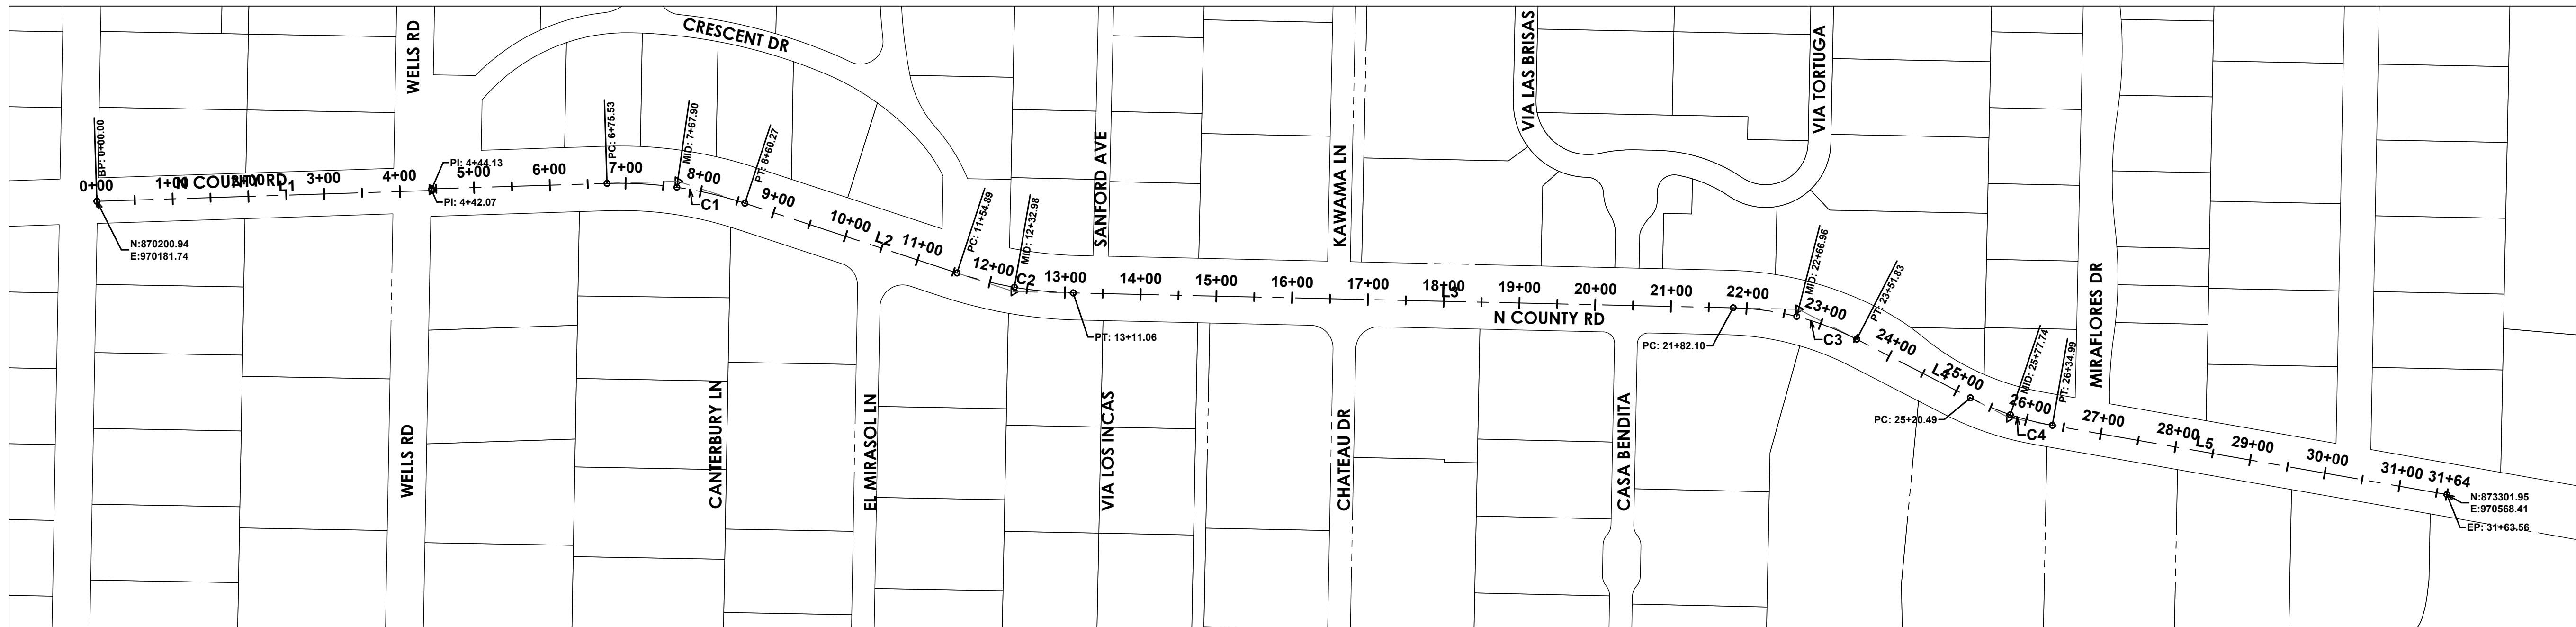 CRESCENT DR
WELLS RD
VIA LAS BRISAS
VIA TORTUGA
SANFORD AVE
KAWAMA LN
BP: 0+00.00
PC: 6+75.53
MID: 7+67.90
PT: 8+60.27
PI: 4+44.13
PI: 4+42.07
N COUNTY RD
L1
0+00
1+00
2+00
3+00
4+00
5+00
6+00
7+00
8+00
C1
9+00
10+00
L2
11+00
12+00
C2
13+00
14+00
15+00
16+00
17+00
18+00
L3
19+00
20+00
21+00
22+00
23+00
C3
24+00
L4
25+00
26+00
C4
27+00
28+00
L5
29+00
30+00
31+00
31+64
N:870200.94
E:970181.74
PC: 11+54.89
MID: 12+32.98
PT: 13+11.06
N COUNTY RD
PC: 21+82.10
MID: 22+66.96
PT: 23+51.83
PC: 25+20.49
MID: 25+77.74
PT: 26+34.99
MIRAFLORES DR
N:873301.95
E:970568.41
EP: 31+63.56
WELLS RD
CANTERBURY LN
EL MIRASOL LN
VIA LOS INCAS
CHATEAU DR
CASA BENDITA